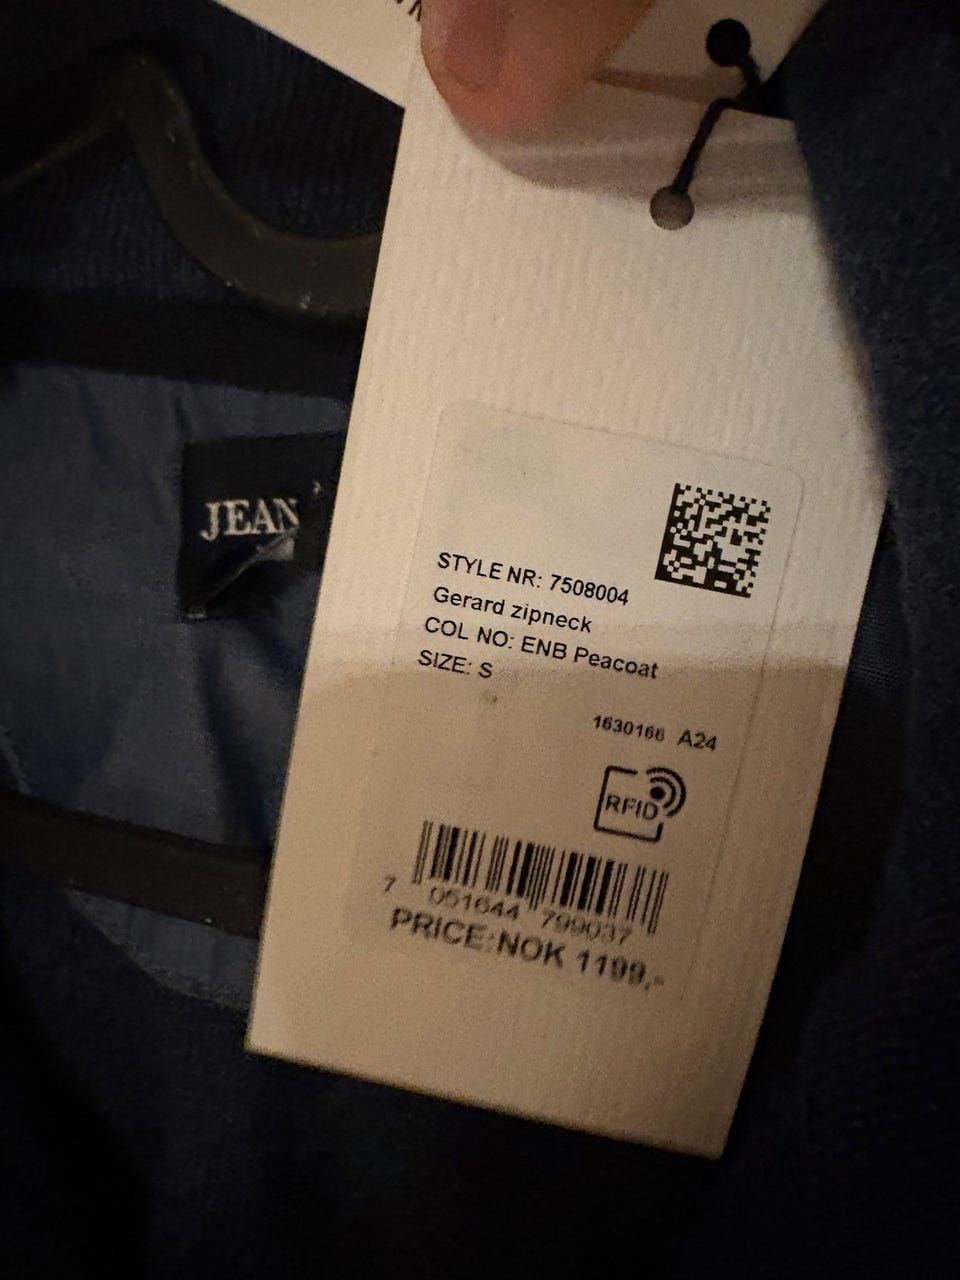 JEAN
STYLE NR: 7508004
Gerard zipneck
COL NO: ENB Peacoat
SIZE: S
1630166 A24
RFID
7 051644 799037
PRICE:NOK 1199,-